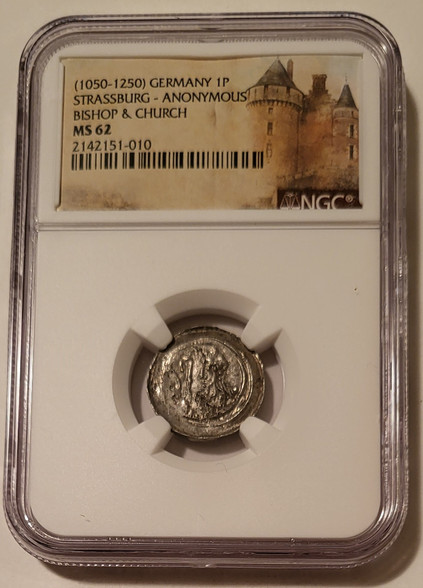 (1050-1250) GERMANY 1P
STRASSBURG - ANONYMOUS
BISHOP & CHURCH
MS 62
2142151-010
NGC®